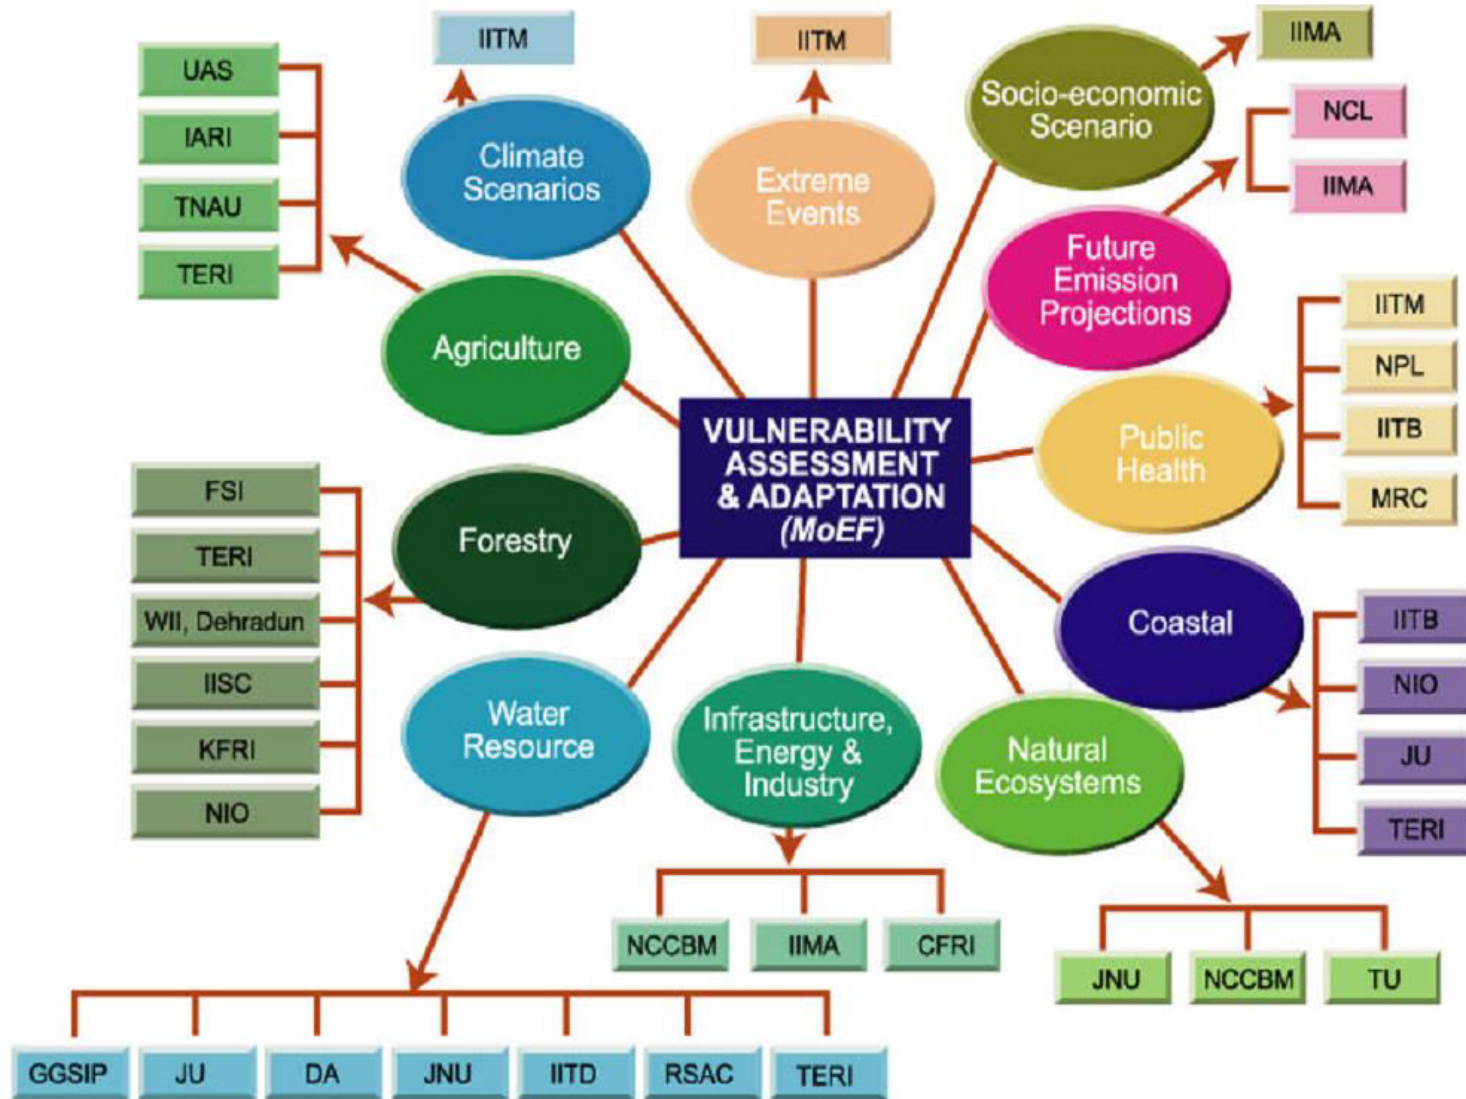 IITM
IITM
IIMA
UAS
IARI
TNAU
TERI
Climate
Scenarios
Extreme
Events
Socio-economic
Scenario
NCL
IIMA
Future
Emission
Projections
Agriculture
IITM
NPL
IITB
MRC
Public
Health
VULNERABILITY
ASSESSMENT
& ADAPTATION
(MoEF)
FSI
TERI
WII, Dehradun
IISC
KFRI
NIO
Forestry
Coastal
IITB
NIO
JU
TERI
Water
Resource
Infrastructure,
Energy &
Industry
Natural
Ecosystems
NCCBM
IIMA
CFRI
JNU
NCCBM
TU
GGSIP
JU
DA
JNU
IITD
RSAC
TERI